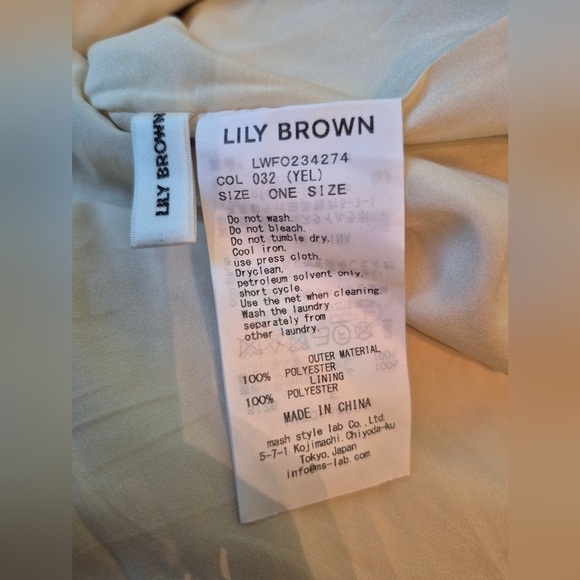 LILY BROWN
LILY BROWN
LWFO234274
COL 032 (YEL)
SIZE ONE SIZE
Do not wash.
Do not bleach.
Do not tumble dry.
Cool iron,
use press cloth.
Dryclean,
petroleum solvent only,
short cycle.
Use the net when cleaning.
Wash the laundry
separately from
other laundry.
OUTER MATERIAL
100% POLYESTER
LINING
100% POLYESTER
MADE IN CHINA
mash style lab Co.,Ltd.
5-7-1 Kojimachi,Chiyoda-ku
Tokyo,Japan
info@ms-lab.com